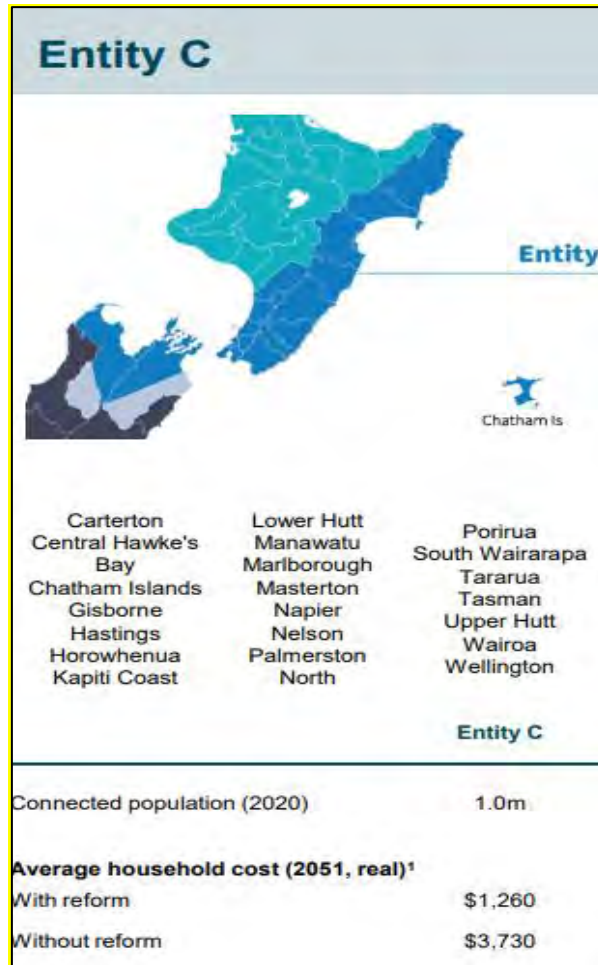 Entity C
Entity
Chatham Is
Carterton
Central Hawke's
Bay
Chatham Islands
Gisborne
Hastings
Horowhenua
Kapiti Coast
Lower Hutt
Manawatu
Marlborough
Masterton
Napier
Nelson
Palmerston
North
Porirua
South Wairarapa
Tararua
Tasman
Upper Hutt
Wairoa
Wellington
Entity C
Connected population (2020) 1.0m
Average household cost (2051, real)¹
With reform $1,260
Without reform $3,730